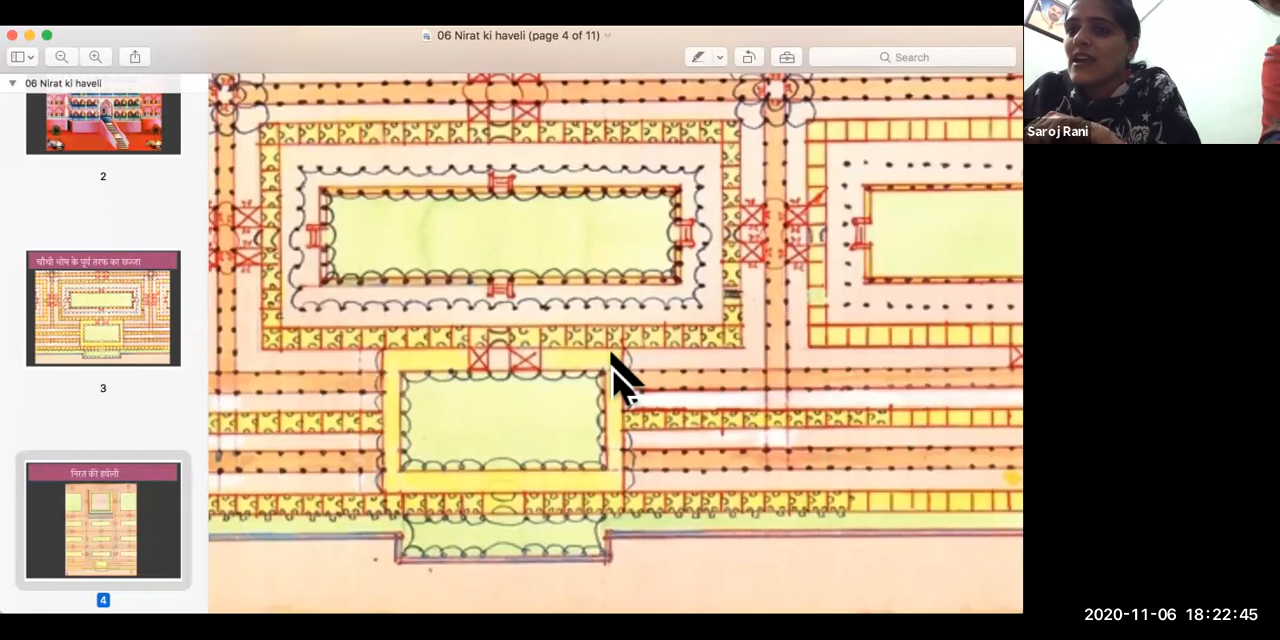 06 Nirat ki haveli (page 4 of 11)
Search
06 Nirat ki haveli
2
चौथी भोम के पूर्व तरफ का छज्जा
3
निरत की हवेली
4
Saroj Rani
2020-11-06 18:22:45